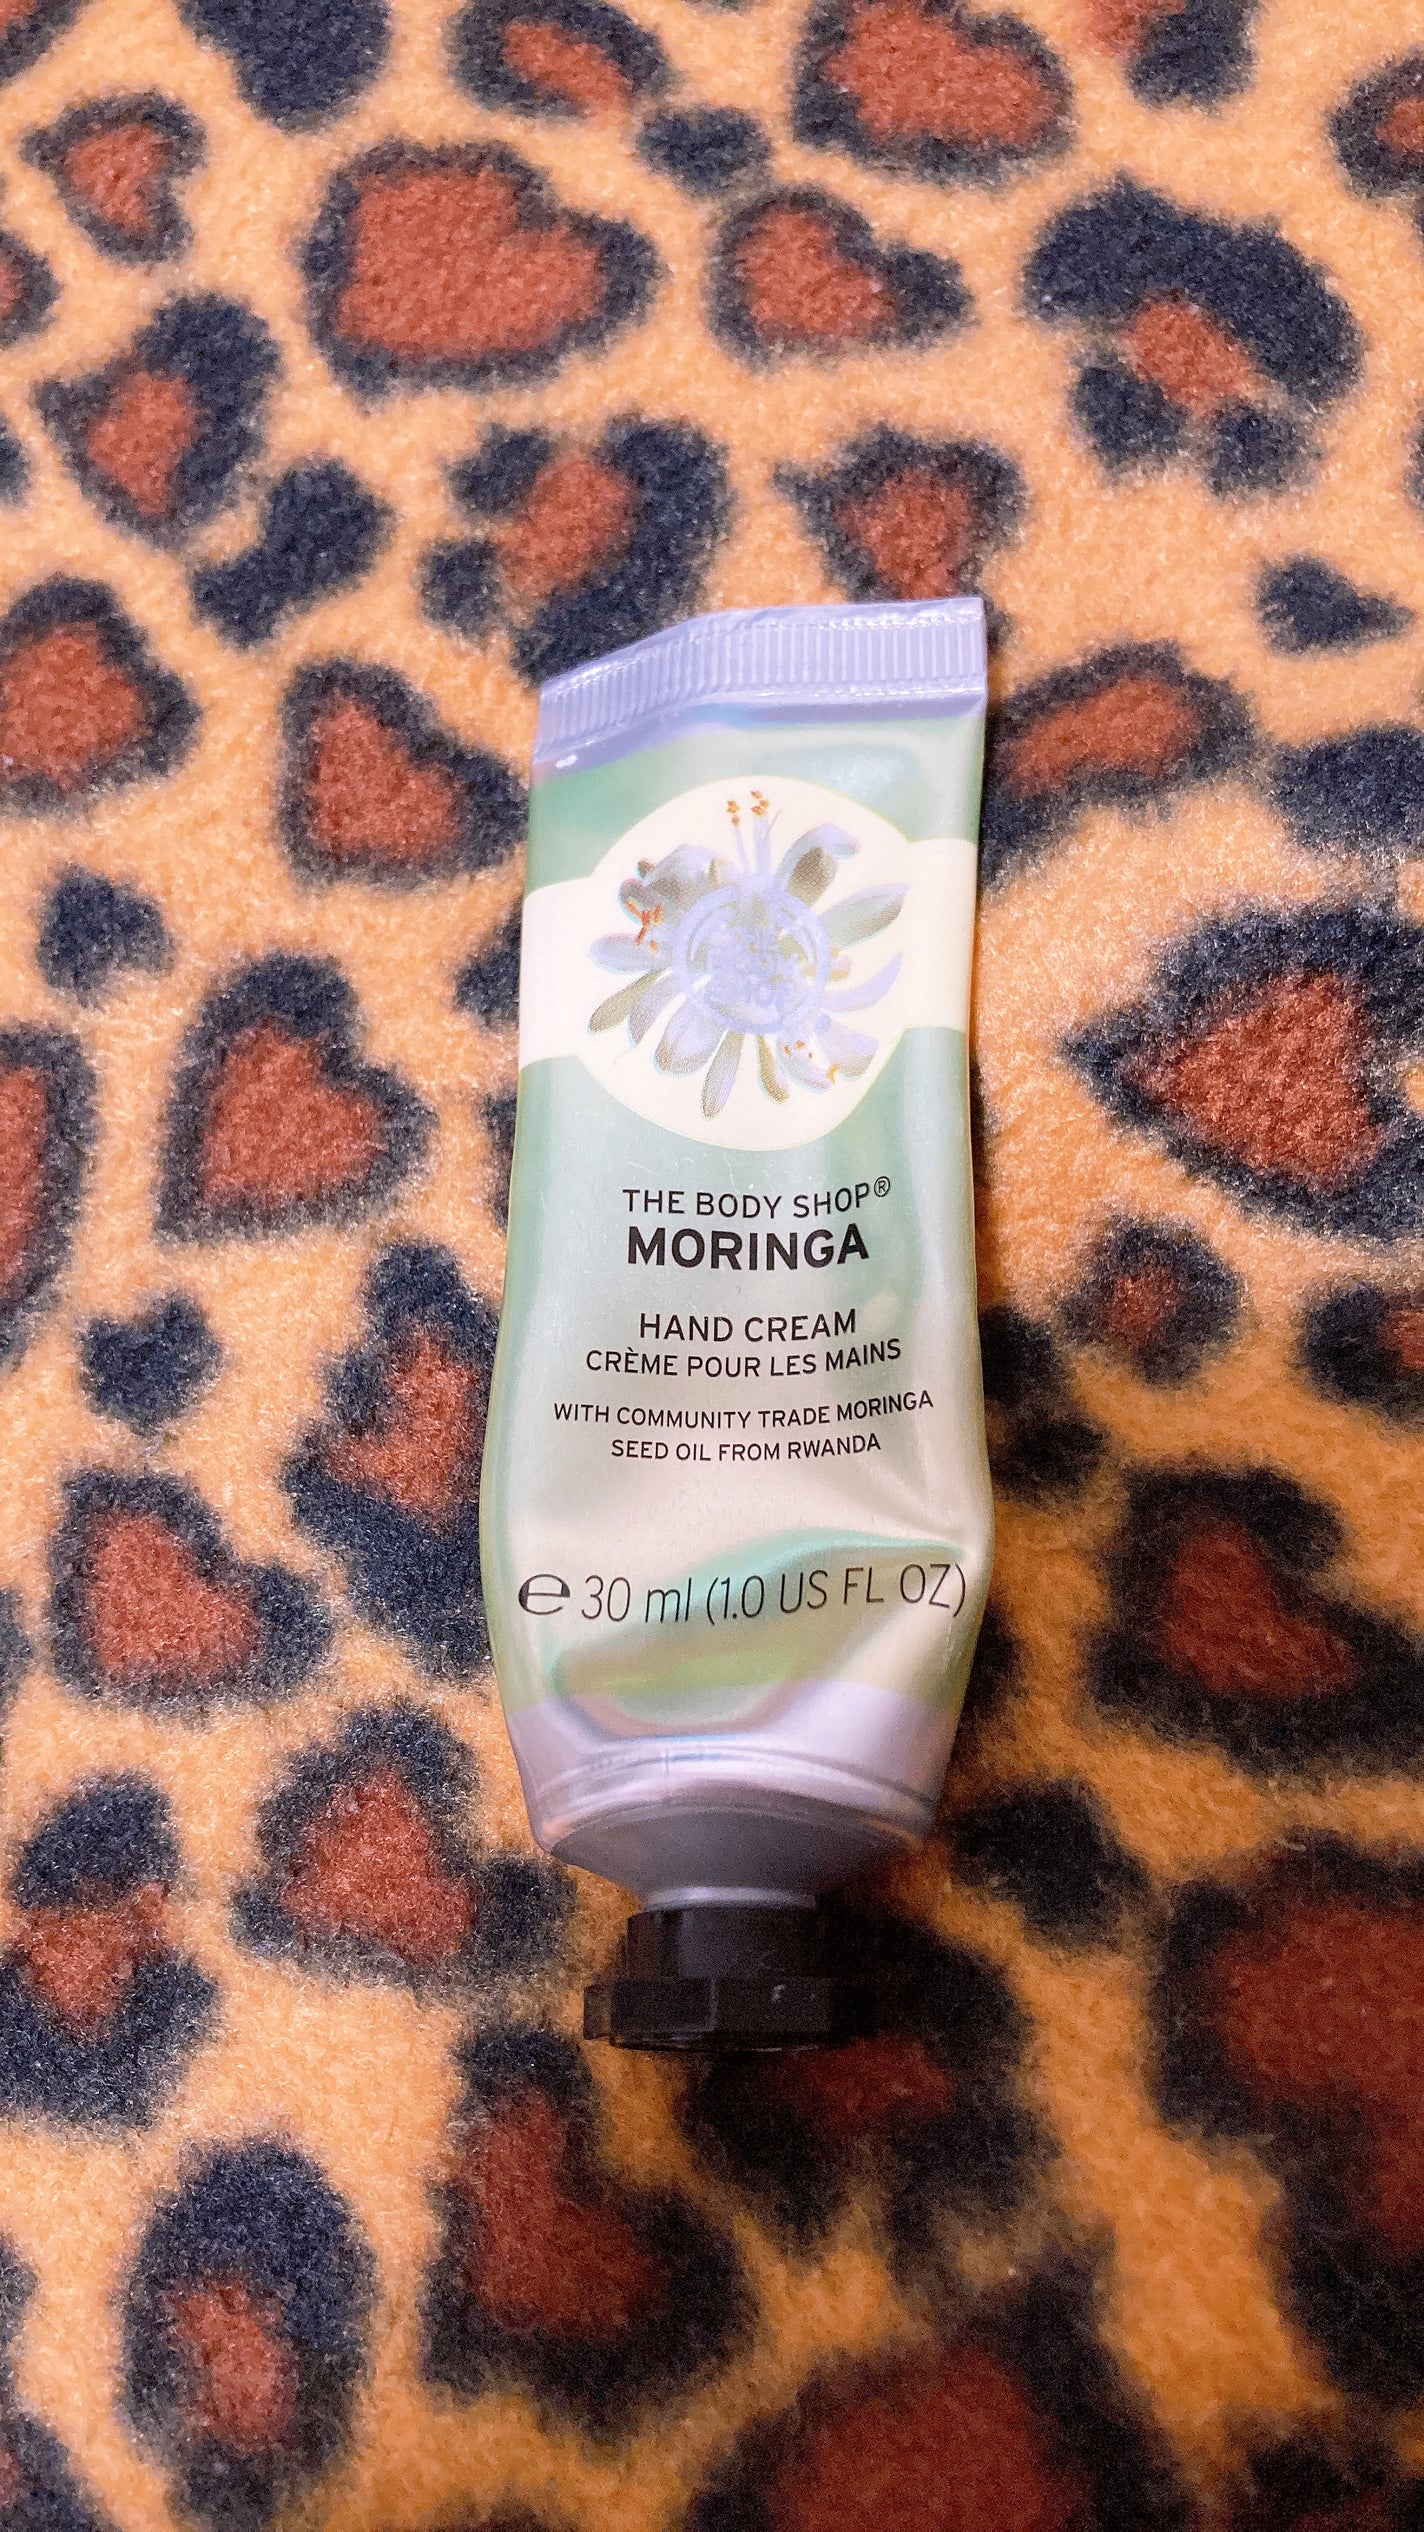 THE BODY SHOP®
MORINGA
HAND CREAM
CRÈME POUR LES MAINS
WITH COMMUNITY TRADE MORINGA
SEED OIL FROM RWANDA
℮ 30 ml (1.0 US FL OZ)